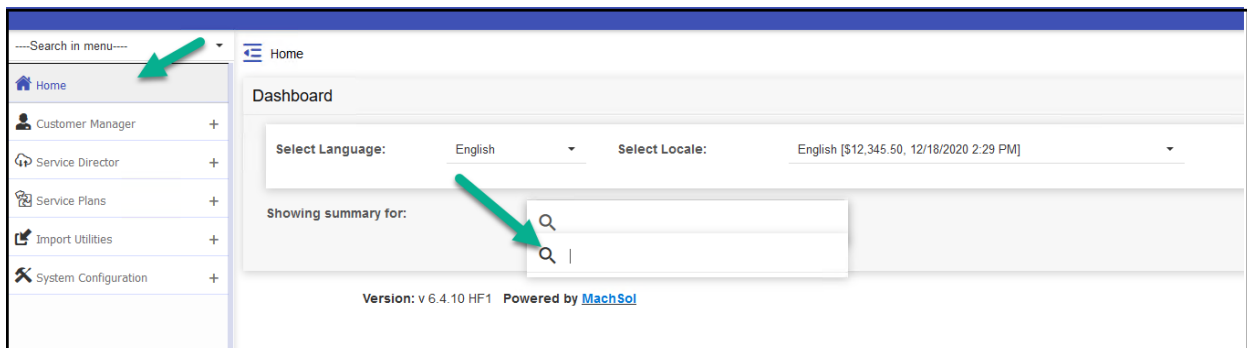 ----Search in menu----
Home
Home
Dashboard
Customer Manager +
Select Language: English Select Locale: English [$12,345.50, 12/18/2020 2:29 PM]
Service Director +
Service Plans +
Showing summary for:
Import Utilities +
System Configuration +
Version: v 6.4.10 HF1 Powered by MachSol